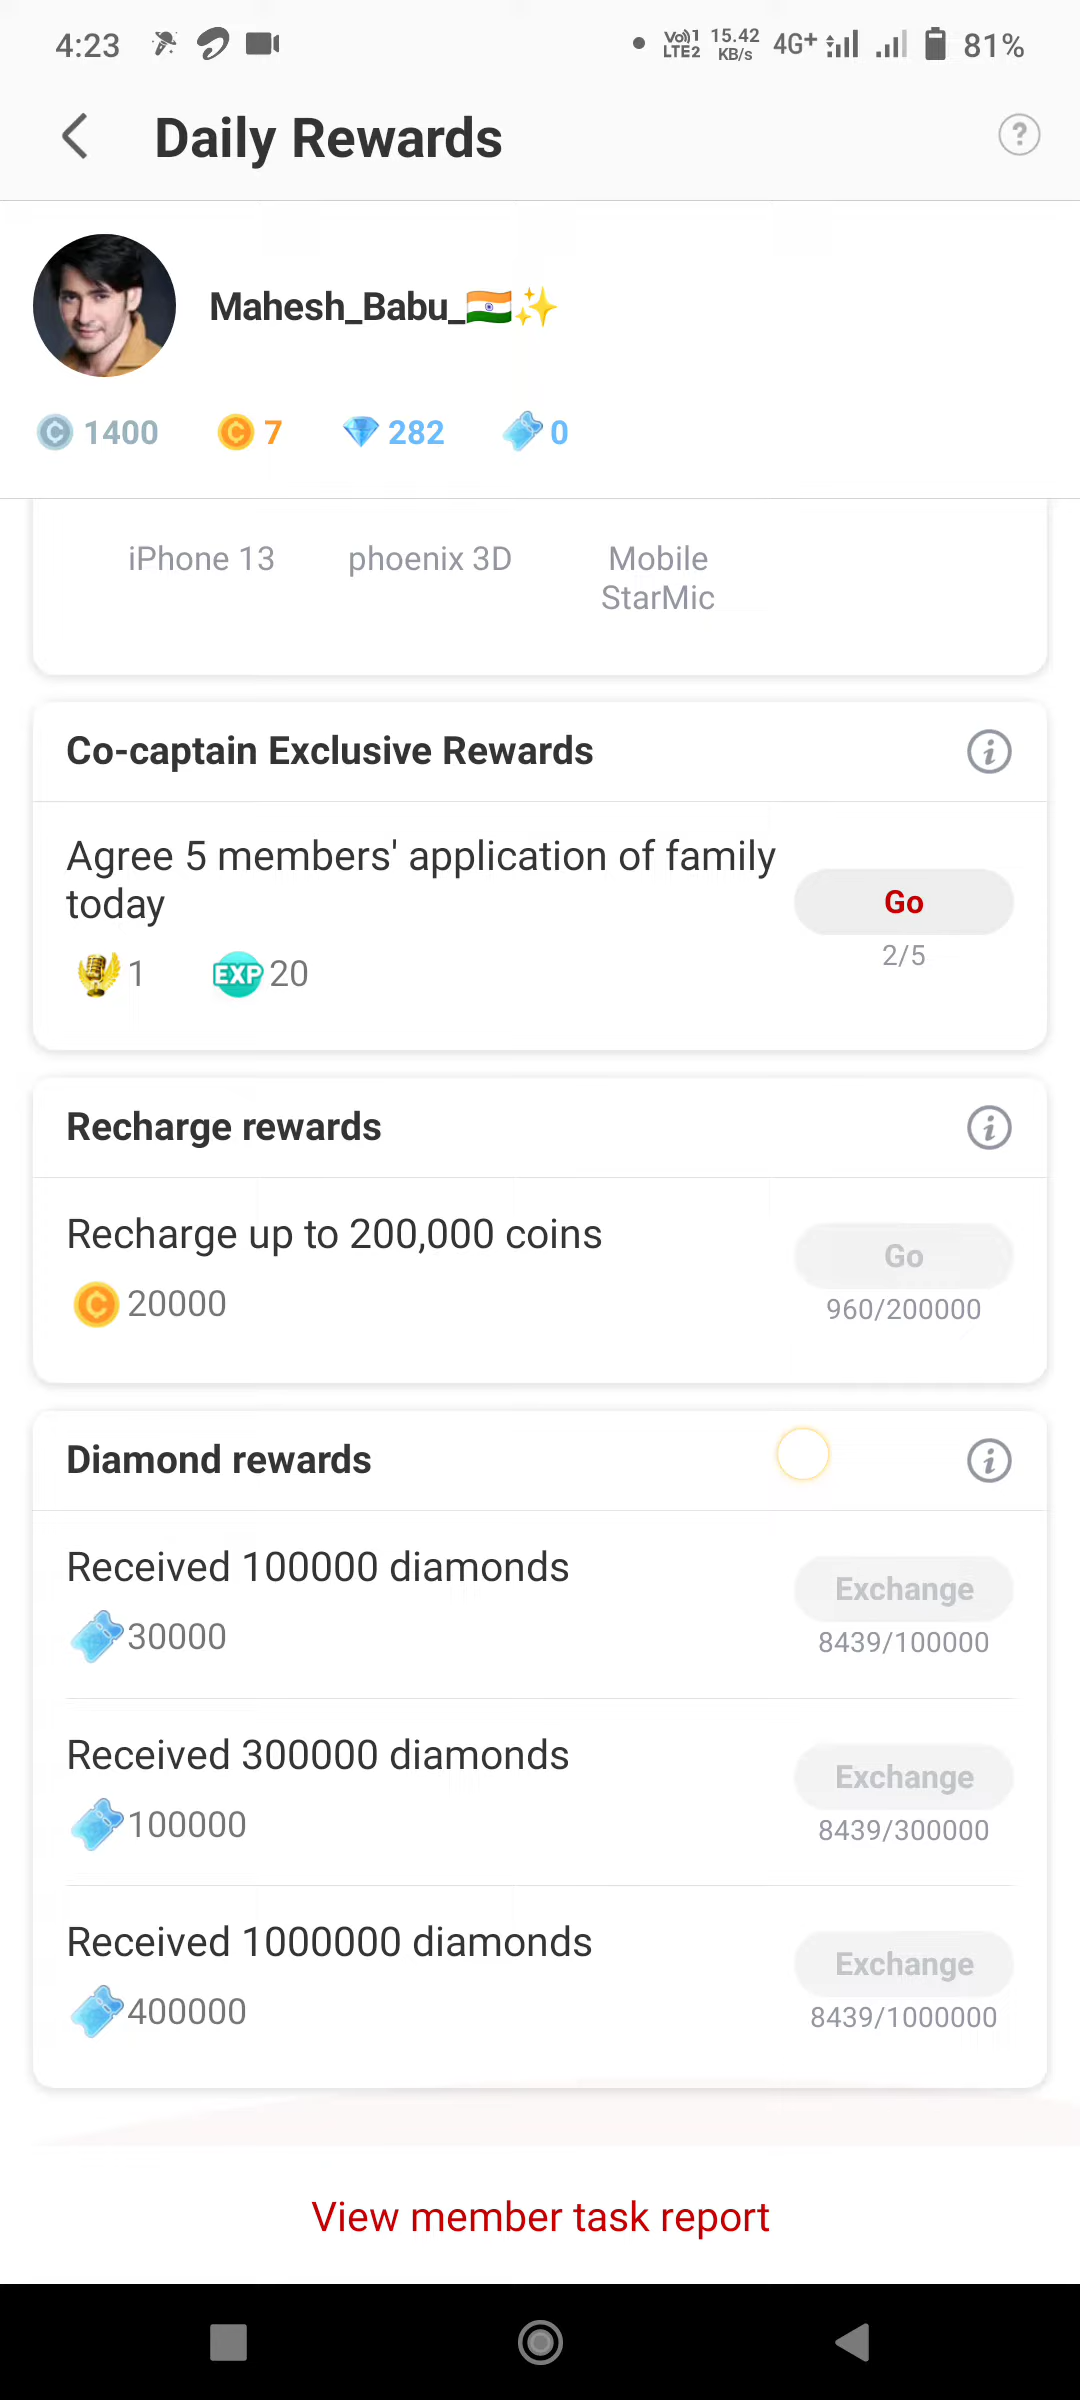 4:23
Vo)) 1 LTE2 15.42 KB/s 4G+ 81%
Daily Rewards
?
Mahesh_Babu_🇮🇳✨
1400 7 282 0
iPhone 13 phoenix 3D Mobile
StarMic
Co-captain Exclusive Rewards
Agree 5 members' application of family
today
Go
2/5
1 EXP 20
Recharge rewards
Recharge up to 200,000 coins
Go
20000
960/200000
Diamond rewards
Received 100000 diamonds
Exchange
30000
8439/100000
Received 300000 diamonds
Exchange
100000
8439/300000
Received 1000000 diamonds
Exchange
400000
8439/1000000
View member task report